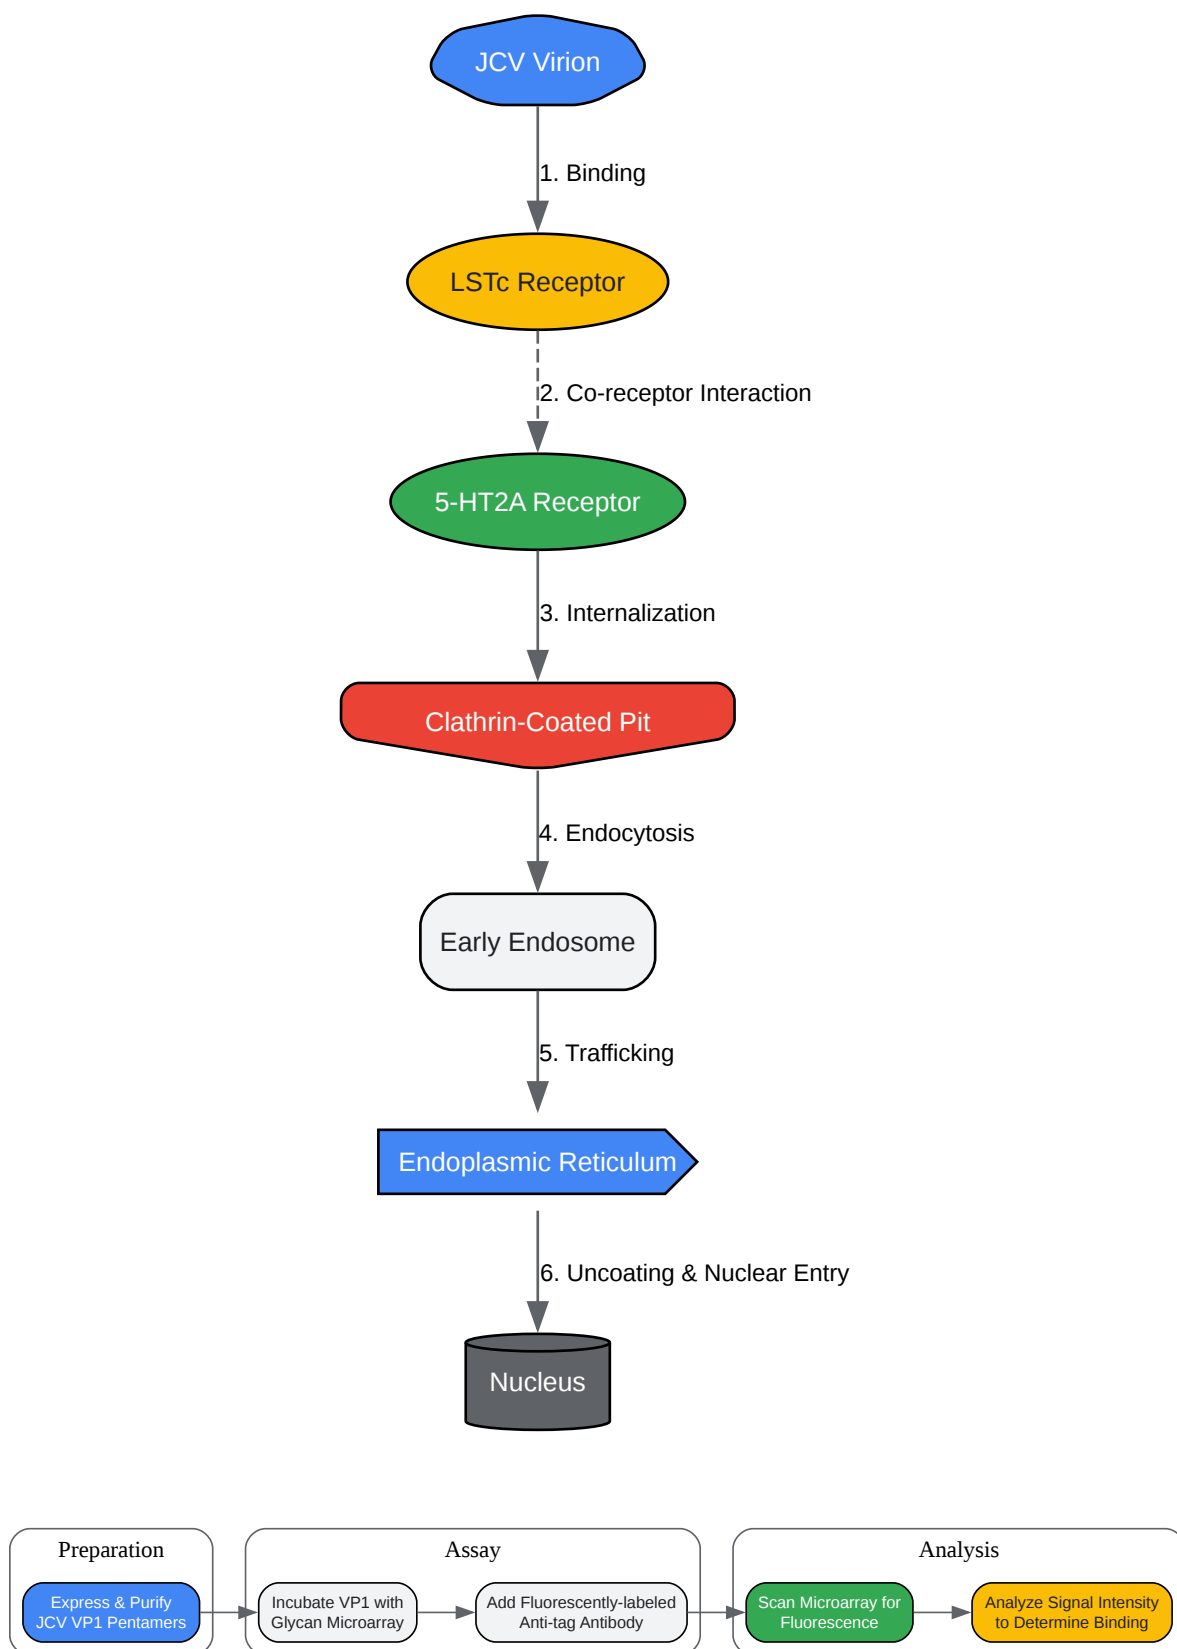 JCV Virion
1. Binding
LSTc Receptor
2. Co-receptor Interaction
5-HT2A Receptor
3. Internalization
Clathrin-Coated Pit
4. Endocytosis
Early Endosome
5. Trafficking
Endoplasmic Reticulum
6. Uncoating & Nuclear Entry
Nucleus
Preparation
Express & Purify
JCV VP1 Pentamers
Assay
Incubate VP1 with
Glycan Microarray
Add Fluorescently-labeled
Anti-tag Antibody
Analysis
Scan Microarray for
Fluorescence
Analyze Signal Intensity
to Determine Binding